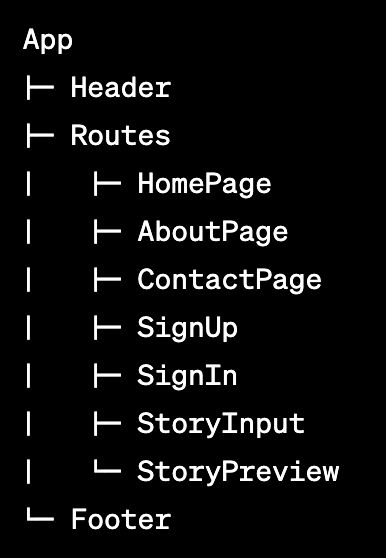 App
├─ Header
├─ Routes
|   ├─ HomePage
|   ├─ AboutPage
|   ├─ ContactPage
|   ├─ SignUp
|   ├─ SignIn
|   ├─ StoryInput
|   └─ StoryPreview
└─ Footer